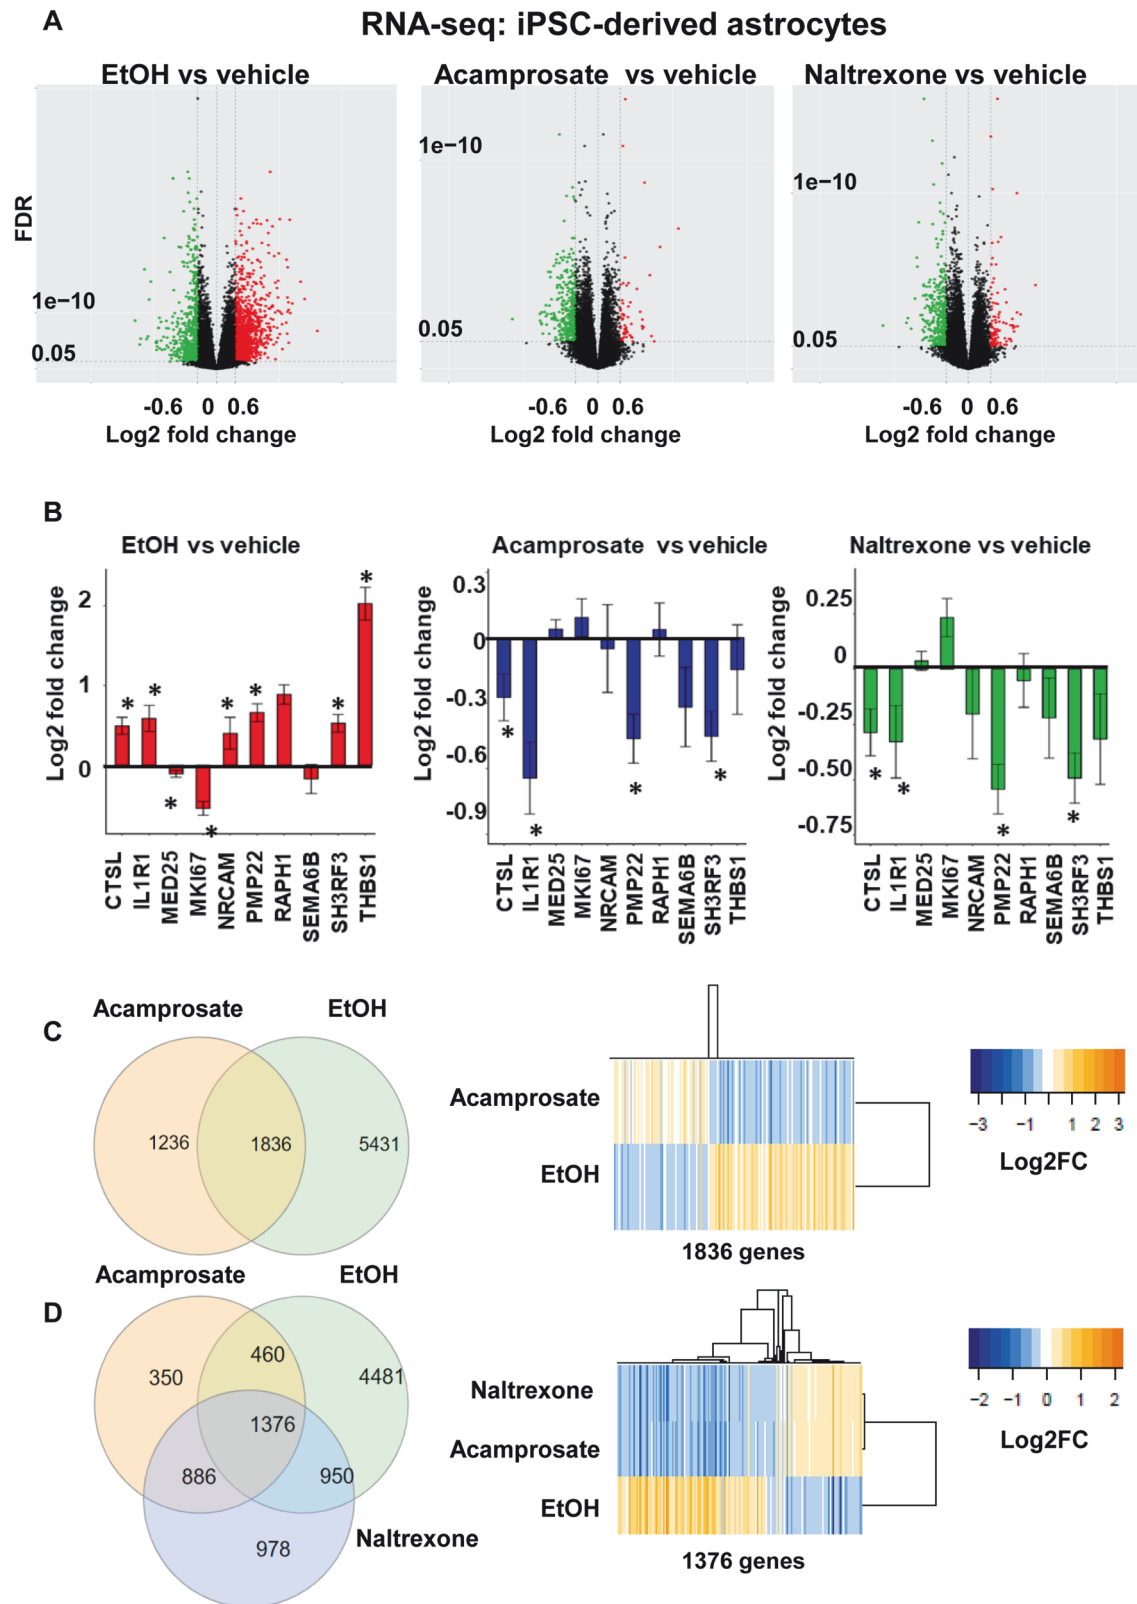 A
RNA-seq: iPSC-derived astrocytes
EtOH vs vehicle
Acamprosate vs vehicle
Naltrexone vs vehicle
FDR
1e−10
0.05
1e−10
0.05
1e−10
0.05
-0.6 0 0.6
-0.6 0 0.6
-0.6 0 0.6
Log2 fold change
Log2 fold change
Log2 fold change
B
EtOH vs vehicle
Acamprosate vs vehicle
Naltrexone vs vehicle
Log2 fold change
2
1
0
* * * * * * * *
CTSL
IL1R1
MED25
MKI67
NRCAM
PMP22
RAPH1
SEMA6B
SH3RF3
THBS1
Log2 fold change
0.3
0
-0.3
-0.6
-0.9
* * * *
CTSL
IL1R1
MED25
MKI67
NRCAM
PMP22
RAPH1
SEMA6B
SH3RF3
THBS1
Log2 fold change
0.25
0
-0.25
-0.50
-0.75
* * * *
CTSL
IL1R1
MED25
MKI67
NRCAM
PMP22
RAPH1
SEMA6B
SH3RF3
THBS1
C
Acamprosate
EtOH
1236
1836
5431
Acamprosate
EtOH
1836 genes
−3 −1 1 2 3
Log2FC
D
Acamprosate
EtOH
350
460
4481
1376
886
950
978
Naltrexone
Naltrexone
Acamprosate
EtOH
1376 genes
−2 −1 0 1 2
Log2FC